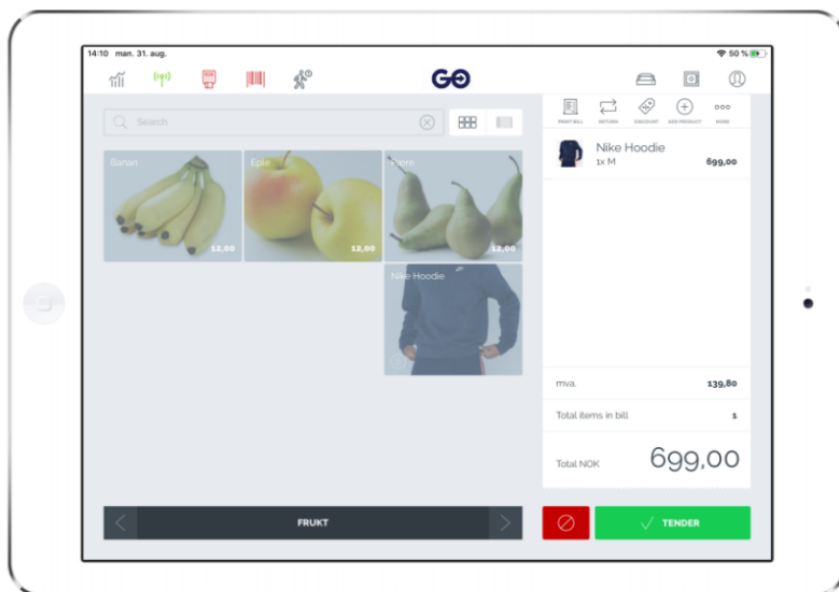 14:10 man. 31. aug.
50 %
GO
PRINT BILL RETURN DISCOUNT ADD PRODUCT MORE
Search
Banan
12,00
Eple
12,00
Pære
12,00
Nike Hoodie
Nike Hoodie
1x M 699,00
mva. 139,80
Total items in bill 1
Total NOK 699,00
FRUKT
TENDER